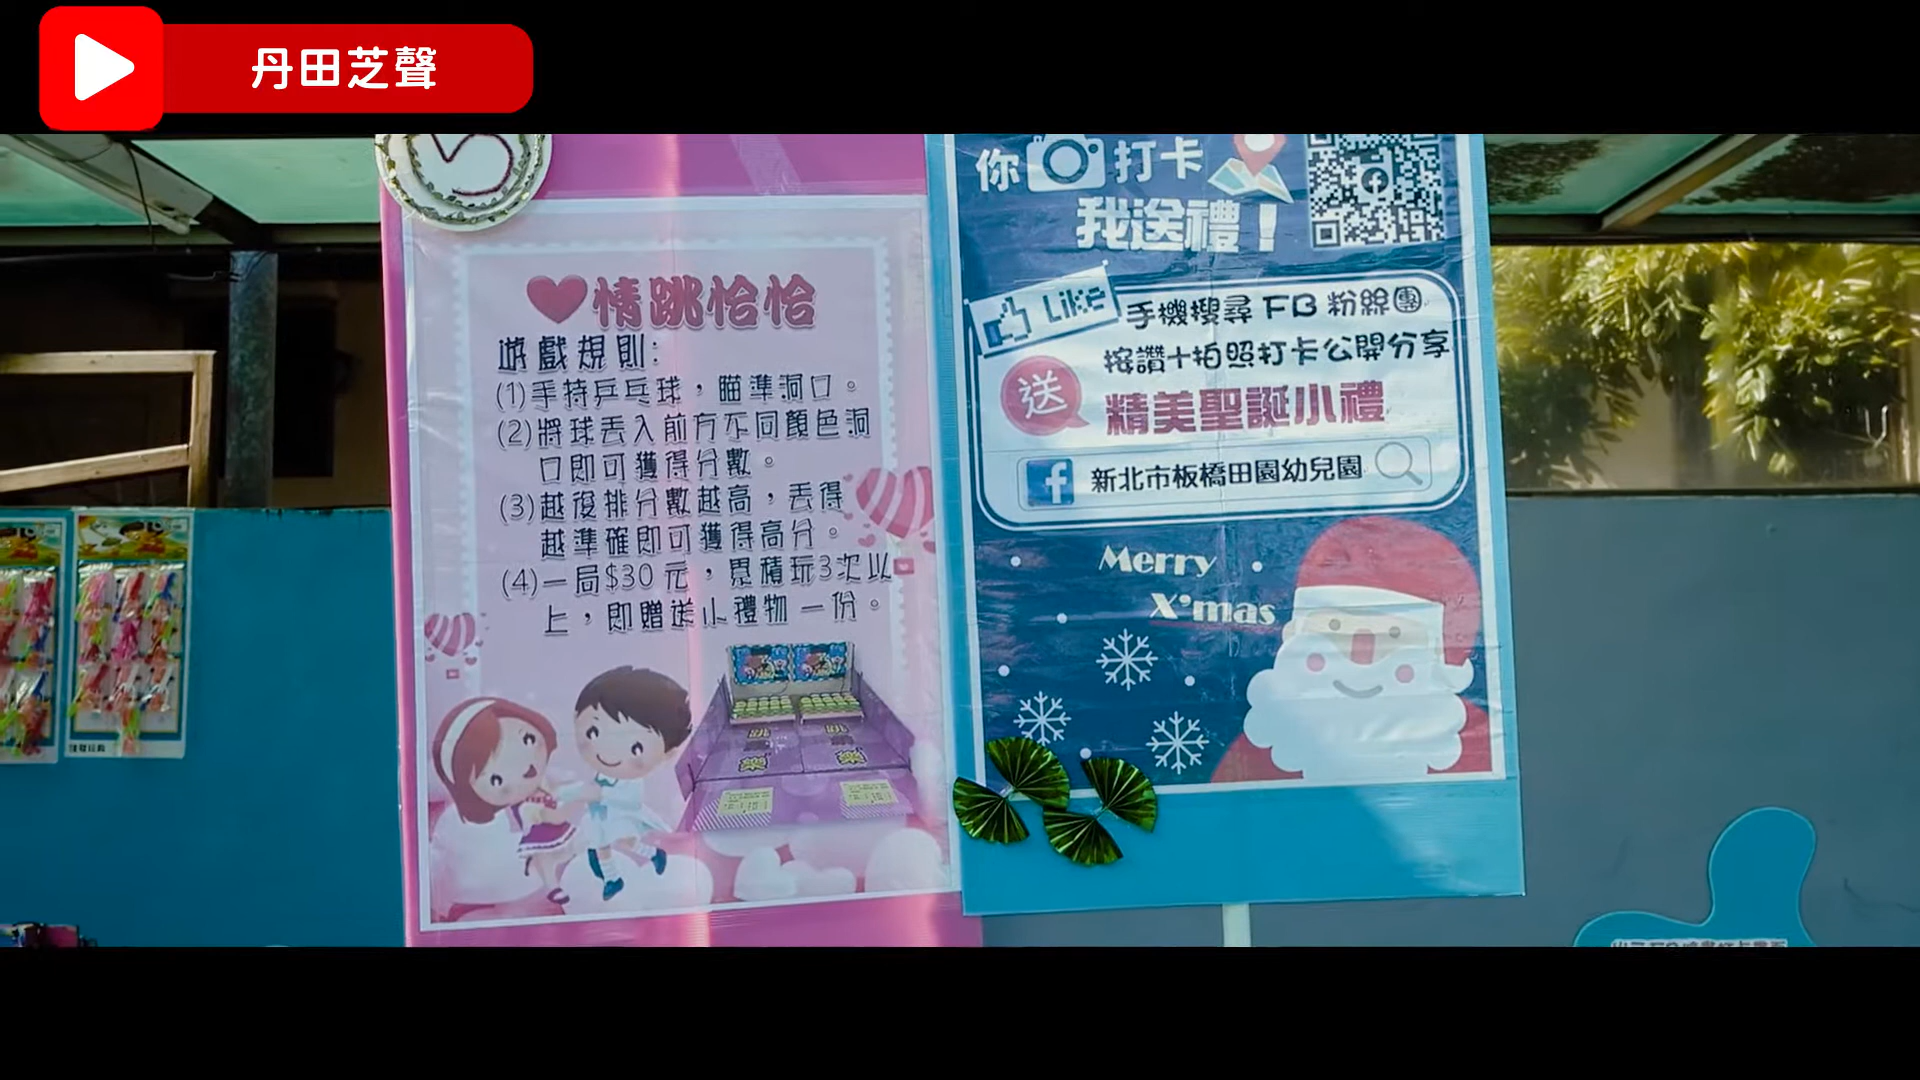 丹田芝聲
情跳恰恰
遊戲規則:
(1)手持乒乓球，瞄準洞口。
(2)將球丟入前方不同顏色洞
口即可獲得分數。
(3)越後排分數越高，丟得
越準確即可獲得高分。
(4)一局$30元，累積玩3次以
上，即贈送小禮物一份。
你 打卡
我送禮！
Like 手機搜尋FB粉絲團
按讚+拍照打卡公開分享
送 精美聖誕小禮
新北市板橋田園幼兒園
Merry
X'mas